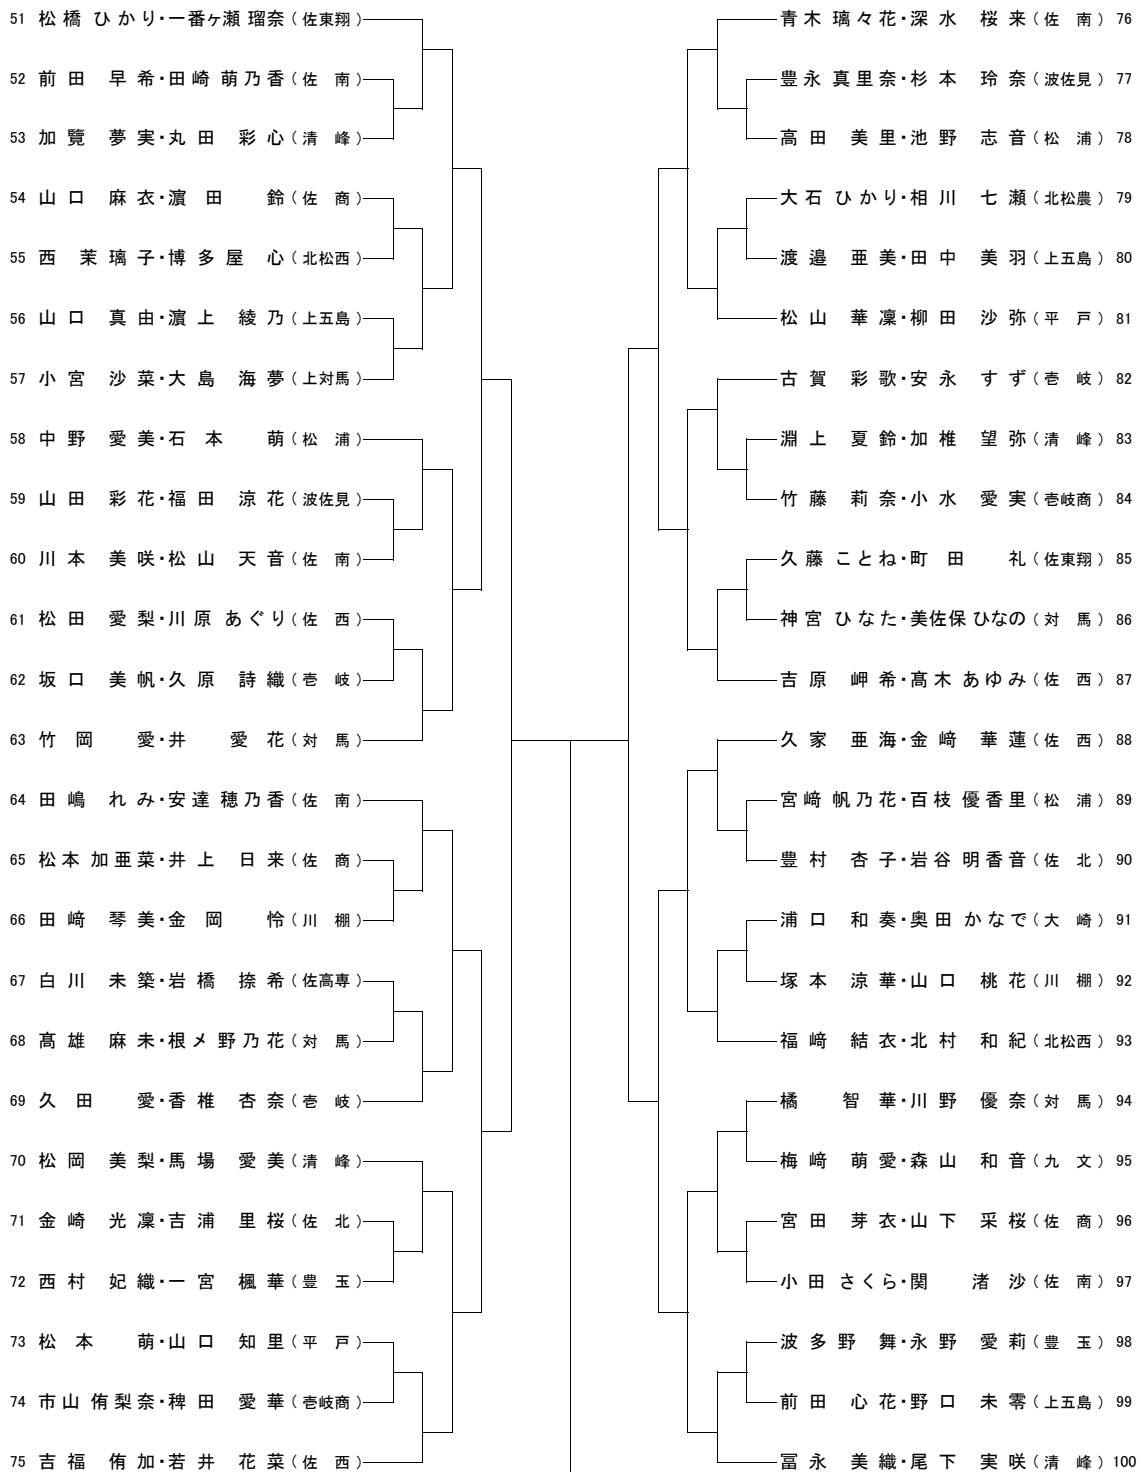 51 松橋 ひかり・一番ヶ瀬 瑠奈（佐東翔）
52 前田 早希・田崎 萌乃香（佐 南）
53 加覽 夢実・丸田 彩心（清 峰）
54 山口 麻衣・濵田 鈴（佐 商）
55 西 茉璃子・博多屋 心（北松西）
56 山口 真由・濵上 綾乃（上五島）
57 小宮 沙菜・大島 海夢（上対馬）
58 中野 愛美・石本 萌（松 浦）
59 山田 彩花・福田 涼花（波佐見）
60 川本 美咲・松山 天音（佐 南）
61 松田 愛梨・川原 あぐり（佐 西）
62 坂口 美帆・久原 詩織（壱 岐）
63 竹岡 愛・井 愛花（対 馬）
64 田嶋 れみ・安達 穂乃香（佐 南）
65 松本 加亜菜・井上 日来（佐 商）
66 田﨑 琴美・金岡 怜（川 棚）
67 白川 未築・岩橋 捺希（佐高専）
68 髙雄 麻未・根メ 野乃花（対 馬）
69 久田 愛・香椎 杏奈（壱 岐）
70 松岡 美梨・馬場 愛美（清 峰）
71 金崎 光凜・吉浦 里桜（佐 北）
72 西村 妃織・一宮 楓華（豊 玉）
73 松本 萌・山口 知里（平 戸）
74 市山 侑梨奈・稗田 愛華（壱岐商）
75 吉福 侑加・若井 花菜（佐 西）
青木 璃々花・深水 桜来（佐 南）76
豊永 真里奈・杉本 玲奈（波佐見）77
高田 美里・池野 志音（松 浦）78
大石 ひかり・相川 七瀬（北松農）79
渡邉 亜美・田中 美羽（上五島）80
松山 華凜・柳田 沙弥（平 戸）81
古賀 彩歌・安永 すず（壱 岐）82
淵上 夏鈴・加椎 望弥（清 峰）83
竹藤 莉奈・小水 愛実（壱岐商）84
久藤 ことね・町田 礼（佐東翔）85
神宮 ひなた・美佐保 ひなの（対 馬）86
吉原 岬希・髙木 あゆみ（佐 西）87
久家 亜海・金﨑 華蓮（佐 西）88
宮﨑 帆乃花・百枝 優香里（松 浦）89
豊村 杏子・岩谷 明香音（佐 北）90
浦口 和奏・奥田 かなで（大 崎）91
塚本 涼華・山口 桃花（川 棚）92
福﨑 結衣・北村 和紀（北松西）93
橘 智華・川野 優奈（対 馬）94
梅﨑 萌愛・森山 和音（九 文）95
宮田 芽衣・山下 采桜（佐 商）96
小田 さくら・関 渚沙（佐 南）97
波多野 舞・永野 愛莉（豊 玉）98
前田 心花・野口 未零（上五島）99
冨永 美織・尾下 実咲（清 峰）100